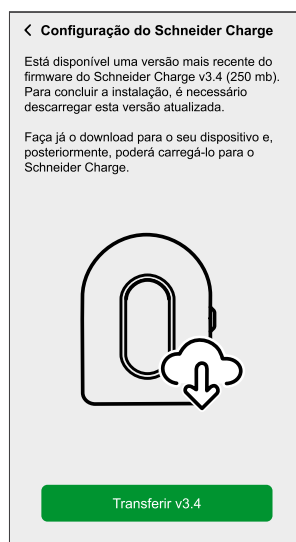 Configuração do Schneider Charge
Está disponível uma versão mais recente do
firmware do Schneider Charge v3.4 (250 mb).
Para concluir a instalação, é necessário
descarregar esta versão atualizada.
Faça já o download para o seu dispositivo e,
posteriormente, poderá carregá-lo para o
Schneider Charge.
Transferir v3.4